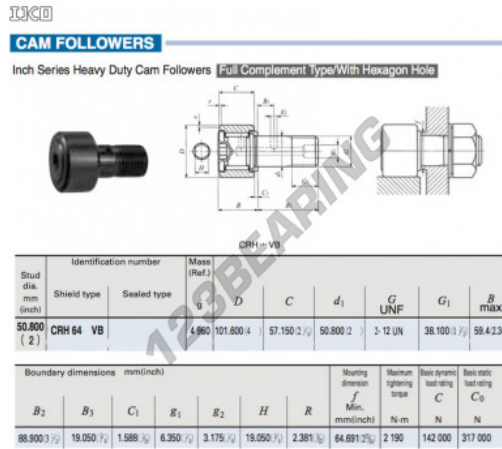 IKO
CAM FOLLOWERS
Inch Series Heavy Duty Cam Followers Full Complement Type/With Hexagon Hole
CRH…VB
Stud dia. mm (inch)
Identification number
Shield type
Sealed type
Mass (Ref.) g
D
C
d1
G UNF
G1
B max
50.800 (2)
CRH 64 VB
4 960
101.600(4)
57.150
50.800(2)
2-12 UN
38.100
59.4
123BEARING
Boundary dimensions mm(inch)
B2
B3
C1
g1
g2
H
R
Mounting dimension f Min. mm(inch)
Maximum tightening torque N-m
Basic dynamic load rating C N
Basic static load rating C0 N
88.900
19.050
1.588
6.350
3.175
19.050
2.381
64.691
2 190
142 000
317 000